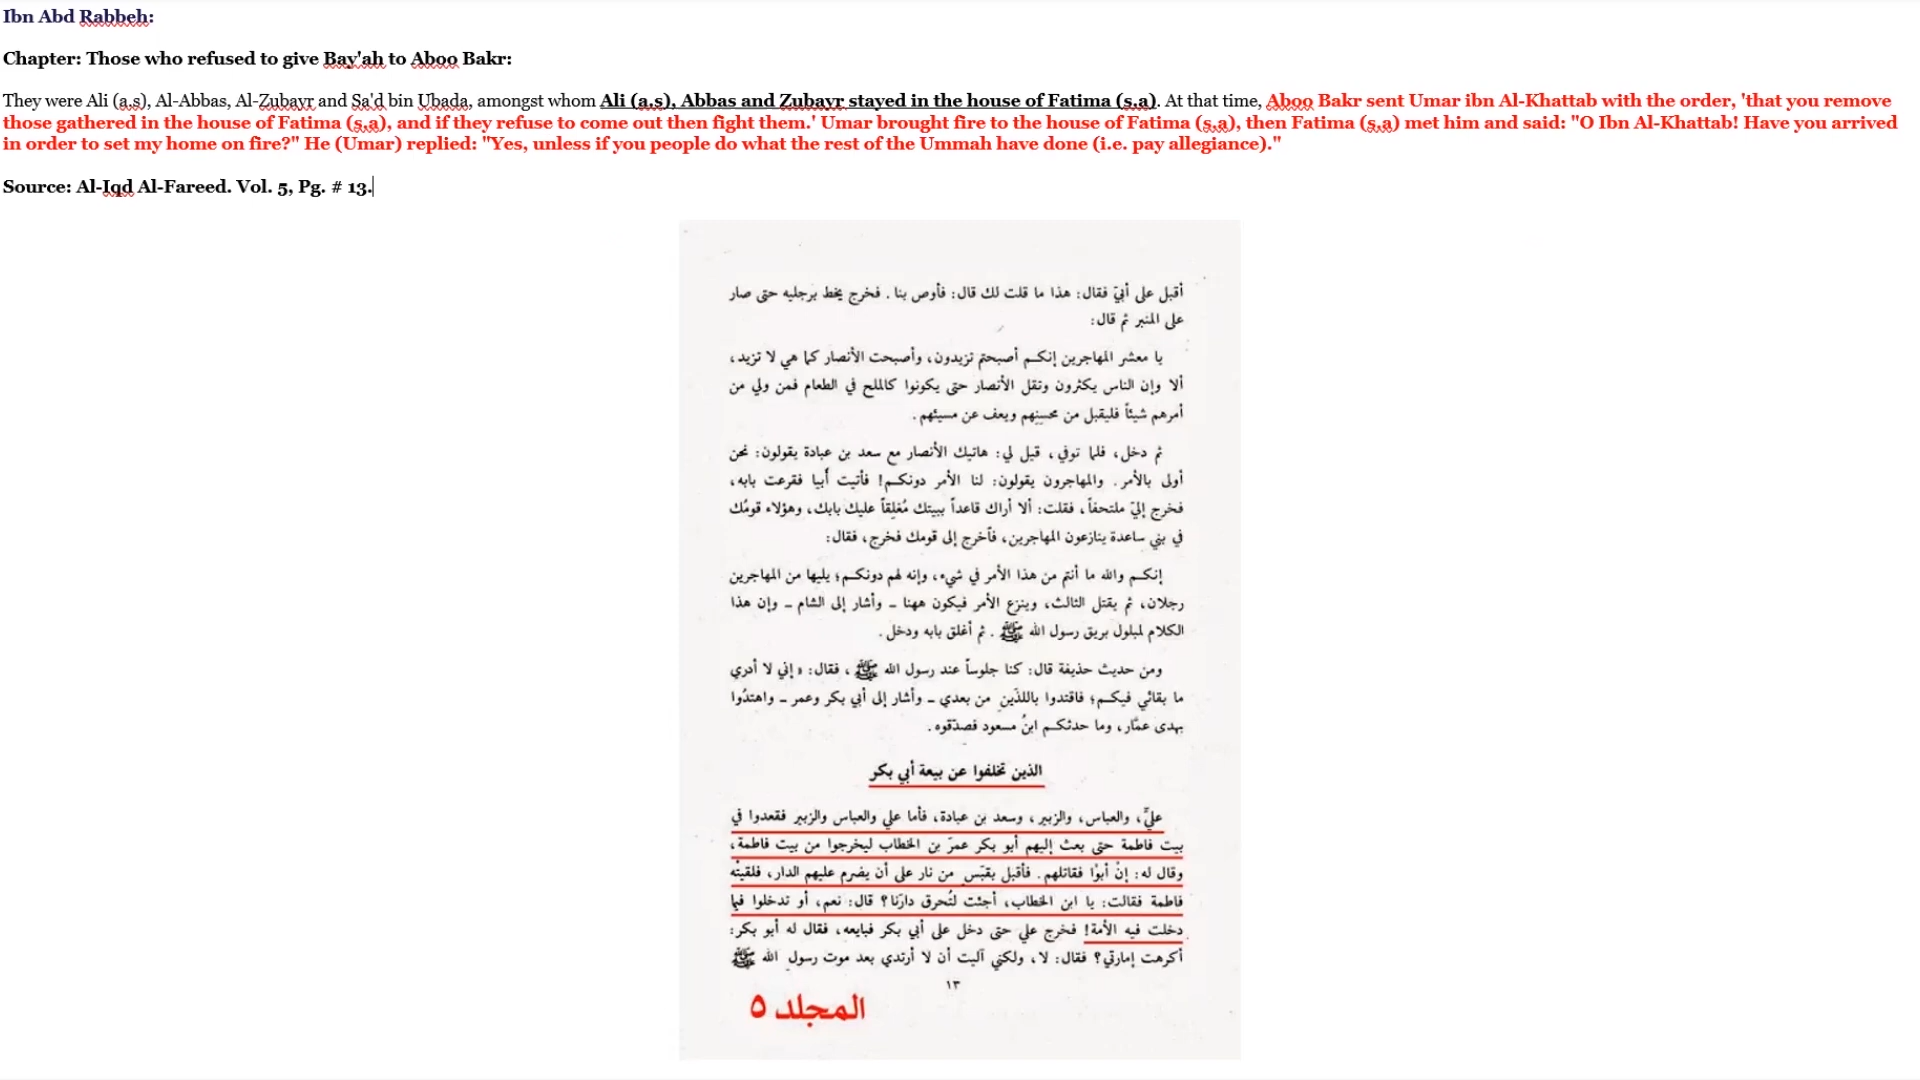 Ibn Abd Rabbeh:
Chapter: Those who refused to give Bay'ah to Aboo Bakr:
They were Ali (a.s), Al-Abbas, Al-Zubayr and Sa'd bin Ubada, amongst whom Ali (a.s), Abbas and Zubayr stayed in the house of Fatima (s.a). At that time, Aboo Bakr sent Umar ibn Al-Khattab with the order, 'that you remove
those gathered in the house of Fatima (s.a), and if they refuse to come out then fight them.' Umar brought fire to the house of Fatima (s.a), then Fatima (s.a) met him and said: "O Ibn Al-Khattab! Have you arrived
in order to set my home on fire?" He (Umar) replied: "Yes, unless if you people do what the rest of the Ummah have done (i.e. pay allegiance)."
Source: Al-Iqd Al-Fareed. Vol. 5, Pg. # 13.
أقبل على أبيّ فقال: هذا ما قلت لك قال: فأوص بنا. فخرج يخط برجليه حتى صار
على المنبر ثم قال:
يا معشر المهاجرين إنكم أصبحتم تزيدون، وأصبحت الأنصار كما هي لا تزيد،
ألا وإن الناس يكثرون وتقل الأنصار حتى يكونوا كالملح في الطعام فمن ولي من
أمرهم شيئاً فليقبل من محسنِهم ويعف عن مسيئهم.
ثم دخل، فلما توفي، قيل لي: هاتيك الأنصار مع سعد بن عبادة يقولون: نحن
أولى بالأمر. والمهاجرون يقولون: لنا الأمر دونكم! فأتيت أُبيا فقرعت بابه،
فخرج إليّ ملتحفاً، فقلت: ألا أراك قاعداً ببيتك مُغلِقاً عليك بابك، وهؤلاء قومُك
في بني ساعدة ينازعون المهاجرين، فأخرج إلى قومك فخرج، فقال:
إنكم والله ما أنتم من هذا الأمر في شيء، وإنه لهم دونكم؛ يليها من المهاجرين
رجلان، ثم يقتل الثالث، وينزع الأمر فيكون ههنا – وأشار إلى الشام – وإن هذا
الكلام لمبلول بريق رسول الله ﷺ. ثم أغلق بابه ودخل.
ومن حديث حذيفة قال: كنا جلوساً عند رسول الله ﷺ، فقال: « إني لا أدري
ما بقائي فيكم؛ فاقتدوا باللذَين من بعدي – وأشار إلى أبي بكر وعمر – واهتدُوا
بهدى عمّار، وما حدثكم ابنُ مسعود فصدّقوه.
الذين تخلفوا عن بيعة أبي بكر
عليٌّ، والعباس، والزبير، وسعد بن عبادة، فأما علي والعباس والزبير فقعدوا في
بيت فاطمة حتى بعث إليهم أبو بكر عمرَ بن الخطاب ليخرجوا من بيت فاطمة،
وقال له: إنْ أبوْا فقاتلهم. فأقبل بقبَس من نار على أن يضرم عليهم الدار، فلقيتْه
فاطمة فقالت: يا ابن الخطاب، أجئت لتُحرق دارَنا؟ قال: نعم، أو تدخلوا فيما
دخلت فيه الأمة! فخرج علي حتى دخل على أبي بكر فبايعه، فقال له أبو بكر:
أكرهت إمارتي؟ فقال: لا، ولكني آليت أن لا أرتدي بعد موت رسول الله ﷺ
١٣
المجلد ٥